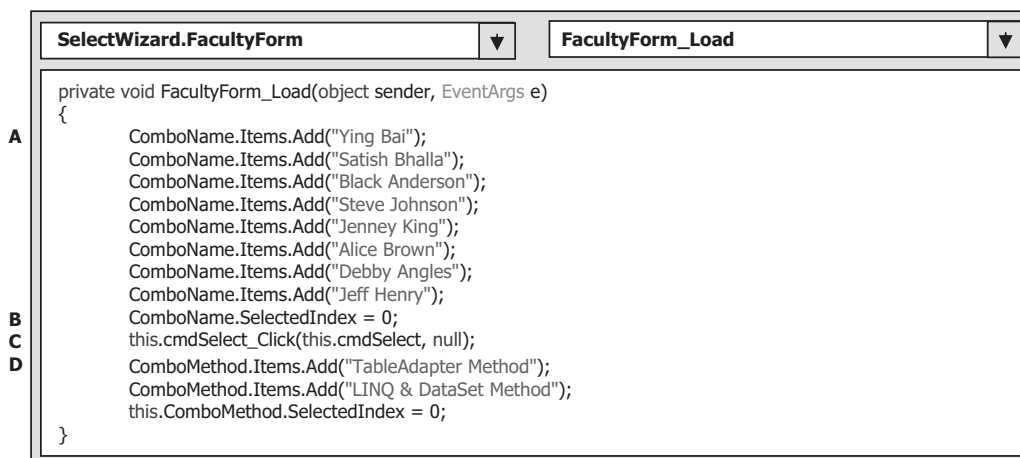 SelectWizard.FacultyForm FacultyForm_Load
private void FacultyForm_Load(object sender, EventArgs e)
{
A ComboName.Items.Add("Ying Bai");
ComboName.Items.Add("Satish Bhalla");
ComboName.Items.Add("Black Anderson");
ComboName.Items.Add("Steve Johnson");
ComboName.Items.Add("Jenney King");
ComboName.Items.Add("Alice Brown");
ComboName.Items.Add("Debby Angles");
ComboName.Items.Add("Jeff Henry");
B ComboName.SelectedIndex = 0;
C this.cmdSelect_Click(this.cmdSelect, null);
D ComboMethod.Items.Add("TableAdapter Method");
ComboMethod.Items.Add("LINQ & DataSet Method");
this.ComboMethod.SelectedIndex = 0;
}